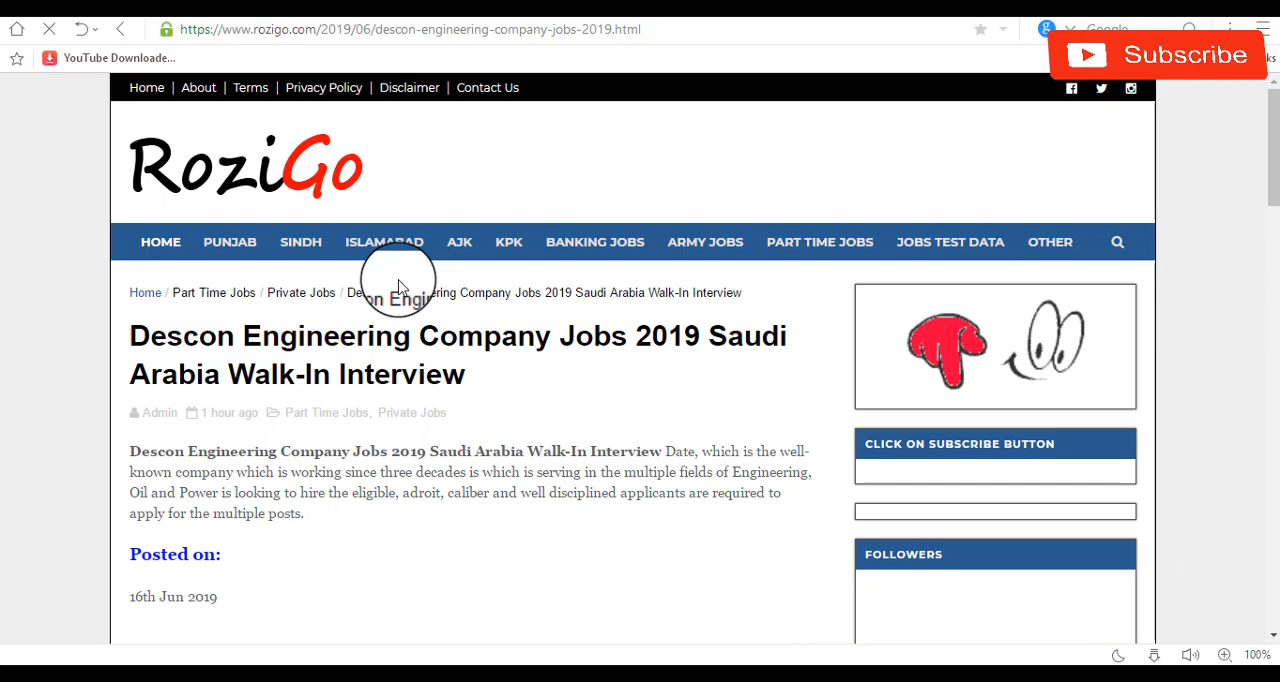 https://www.rozigo.com/2019/06/descon-engineering-company-jobs-2019.html
Google
YouTube Downloade...
Subscribe
Home | About | Terms | Privacy Policy | Disclaimer | Contact Us
RoziGo
HOME PUNJAB SINDH ISLAMABAD AJK KPK BANKING JOBS ARMY JOBS PART TIME JOBS JOBS TEST DATA OTHER
Home / Part Time Jobs / Private Jobs / Descon Engineering Company Jobs 2019 Saudi Arabia Walk-In Interview
Descon Engineering Company Jobs 2019 Saudi
Arabia Walk-In Interview
Admin 1 hour ago Part Time Jobs, Private Jobs
Descon Engineering Company Jobs 2019 Saudi Arabia Walk-In Interview Date, which is the well-
known company which is working since three decades is which is serving in the multiple fields of Engineering,
Oil and Power is looking to hire the eligible, adroit, caliber and well disciplined applicants are required to
apply for the multiple posts.
Posted on:
16th Jun 2019
CLICK ON SUBSCRIBE BUTTON
FOLLOWERS
100%